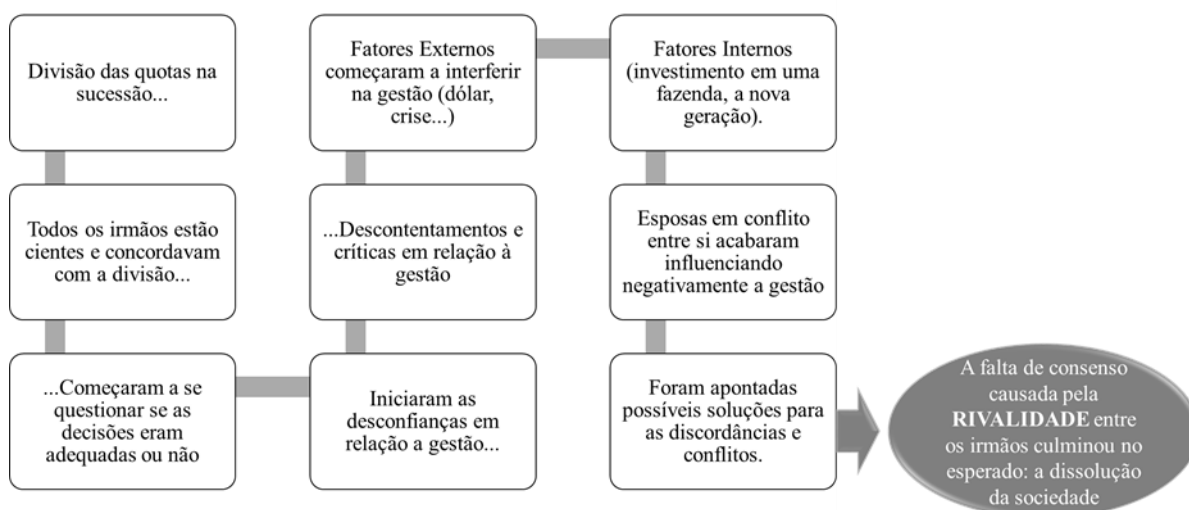 Divisão das quotas na
sucessão...
Todos os irmãos estão
cientes e concordavam
com a divisão...
...Começaram a se
questionar se as
decisões eram
adequadas ou não
Iniciaram as
desconfianças em
relação a gestão...
...Descontentamentos e
críticas em relação à
gestão
Fatores Externos
começaram a interferir
na gestão (dólar,
crise...)
Fatores Internos
(investimento em uma
fazenda, a nova
geração).
Esposas em conflito
entre si acabaram
influenciando
negativamente a gestão
Foram apontadas
possíveis soluções para
as discordâncias e
conflitos.
A falta de consenso
causada pela
RIVALIDADE entre
os irmãos culminou no
esperado: a dissolução
da sociedade